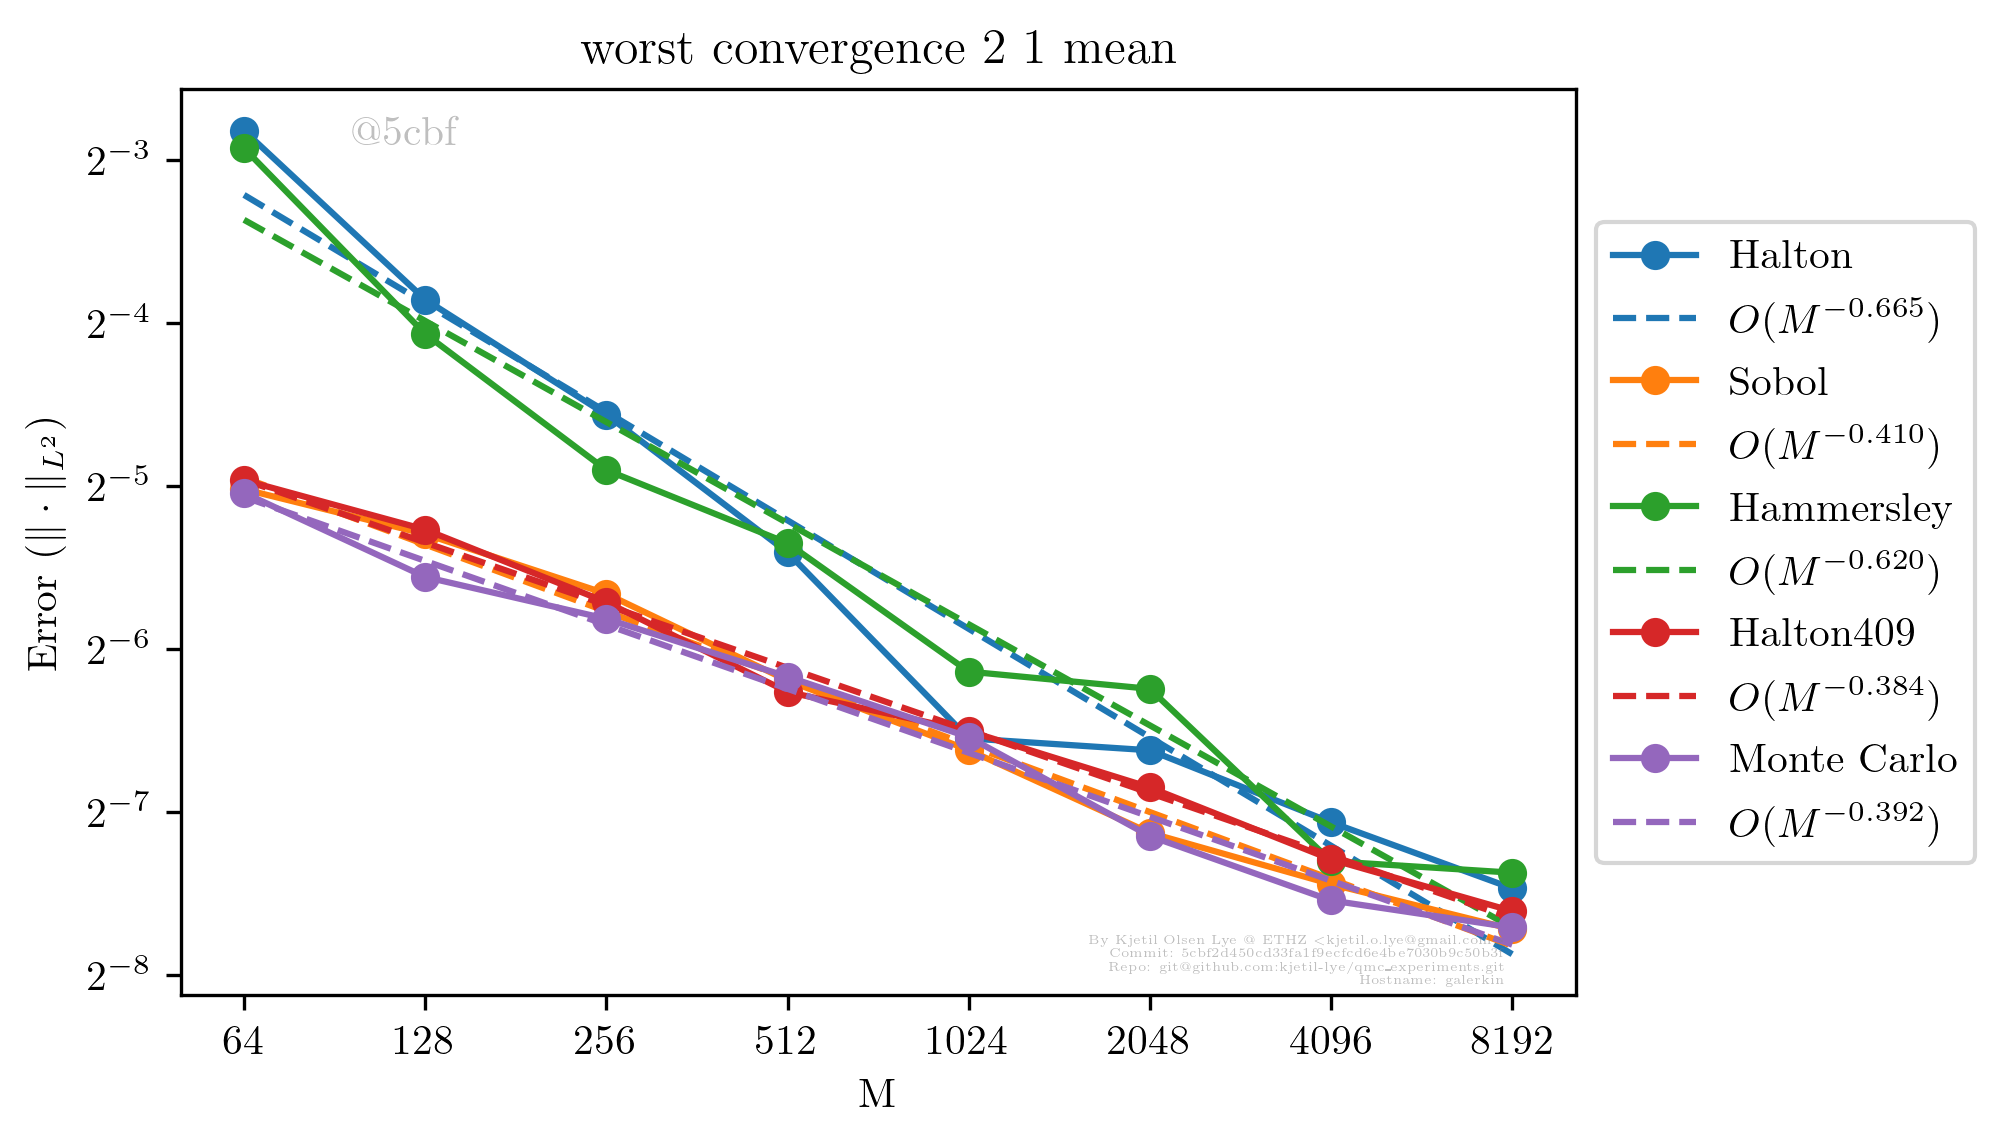 worst convergence 2 1 mean
@5cbf
2⁻³
2⁻⁴
2⁻⁵
2⁻⁶
2⁻⁷
2⁻⁸
Error (‖ · ‖_{L²})
64 128 256 512 1024 2048 4096 8192
M
Halton
O(M^{-0.665})
Sobol
O(M^{-0.410})
Hammersley
O(M^{-0.620})
Halton409
O(M^{-0.384})
Monte Carlo
O(M^{-0.392})
By Kjetil Olsen Lye @ ETHZ <kjetil.o.lye@gmail.com>
Commit:
Repo: git@github.com:kjetil-lye/qmc_experiments.git
Hostname: galerkin